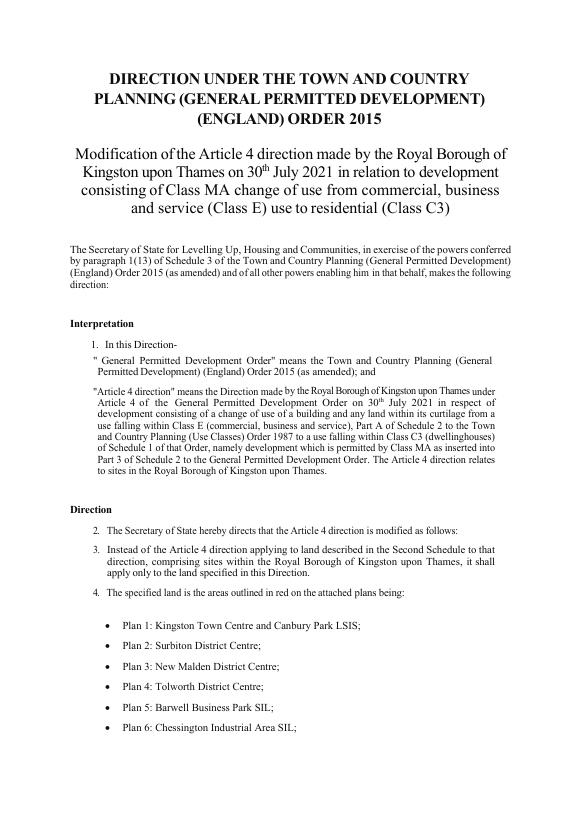 DIRECTION UNDER THE TOWN AND COUNTRY
PLANNING (GENERAL PERMITTED DEVELOPMENT)
(ENGLAND) ORDER 2015
Modification of the Article 4 direction made by the Royal Borough of
Kingston upon Thames on 30th July 2021 in relation to development
consisting of Class MA change of use from commercial, business
and service (Class E) use to residential (Class C3)
The Secretary of State for Levelling Up, Housing and Communities, in exercise of the powers conferred
by paragraph 1(13) of Schedule 3 of the Town and Country Planning (General Permitted Development)
(England) Order 2015 (as amended) and of all other powers enabling him in that behalf, makes the following
direction:
Interpretation
1. In this Direction-
" General Permitted Development Order" means the Town and Country Planning (General
Permitted Development) (England) Order 2015 (as amended); and
"Article 4 direction" means the Direction made by the Royal Borough of Kingston upon Thames under
Article 4 of the General Permitted Development Order on 30th July 2021 in respect of
development consisting of a change of use of a building and any land within its curtilage from a
use falling within Class E (commercial, business and service), Part A of Schedule 2 to the Town
and Country Planning (Use Classes) Order 1987 to a use falling within Class C3 (dwellinghouses)
of Schedule 1 of that Order, namely development which is permitted by Class MA as inserted into
Part 3 of Schedule 2 to the General Permitted Development Order. The Article 4 direction relates
to sites in the Royal Borough of Kingston upon Thames.
Direction
2. The Secretary of State hereby directs that the Article 4 direction is modified as follows:
3. Instead of the Article 4 direction applying to land described in the Second Schedule to that
direction, comprising sites within the Royal Borough of Kingston upon Thames, it shall
apply only to the land specified in this Direction.
4. The specified land is the areas outlined in red on the attached plans being:
• Plan 1: Kingston Town Centre and Canbury Park LSIS;
• Plan 2: Surbiton District Centre;
• Plan 3: New Malden District Centre;
• Plan 4: Tolworth District Centre;
• Plan 5: Barwell Business Park SIL;
• Plan 6: Chessington Industrial Area SIL;